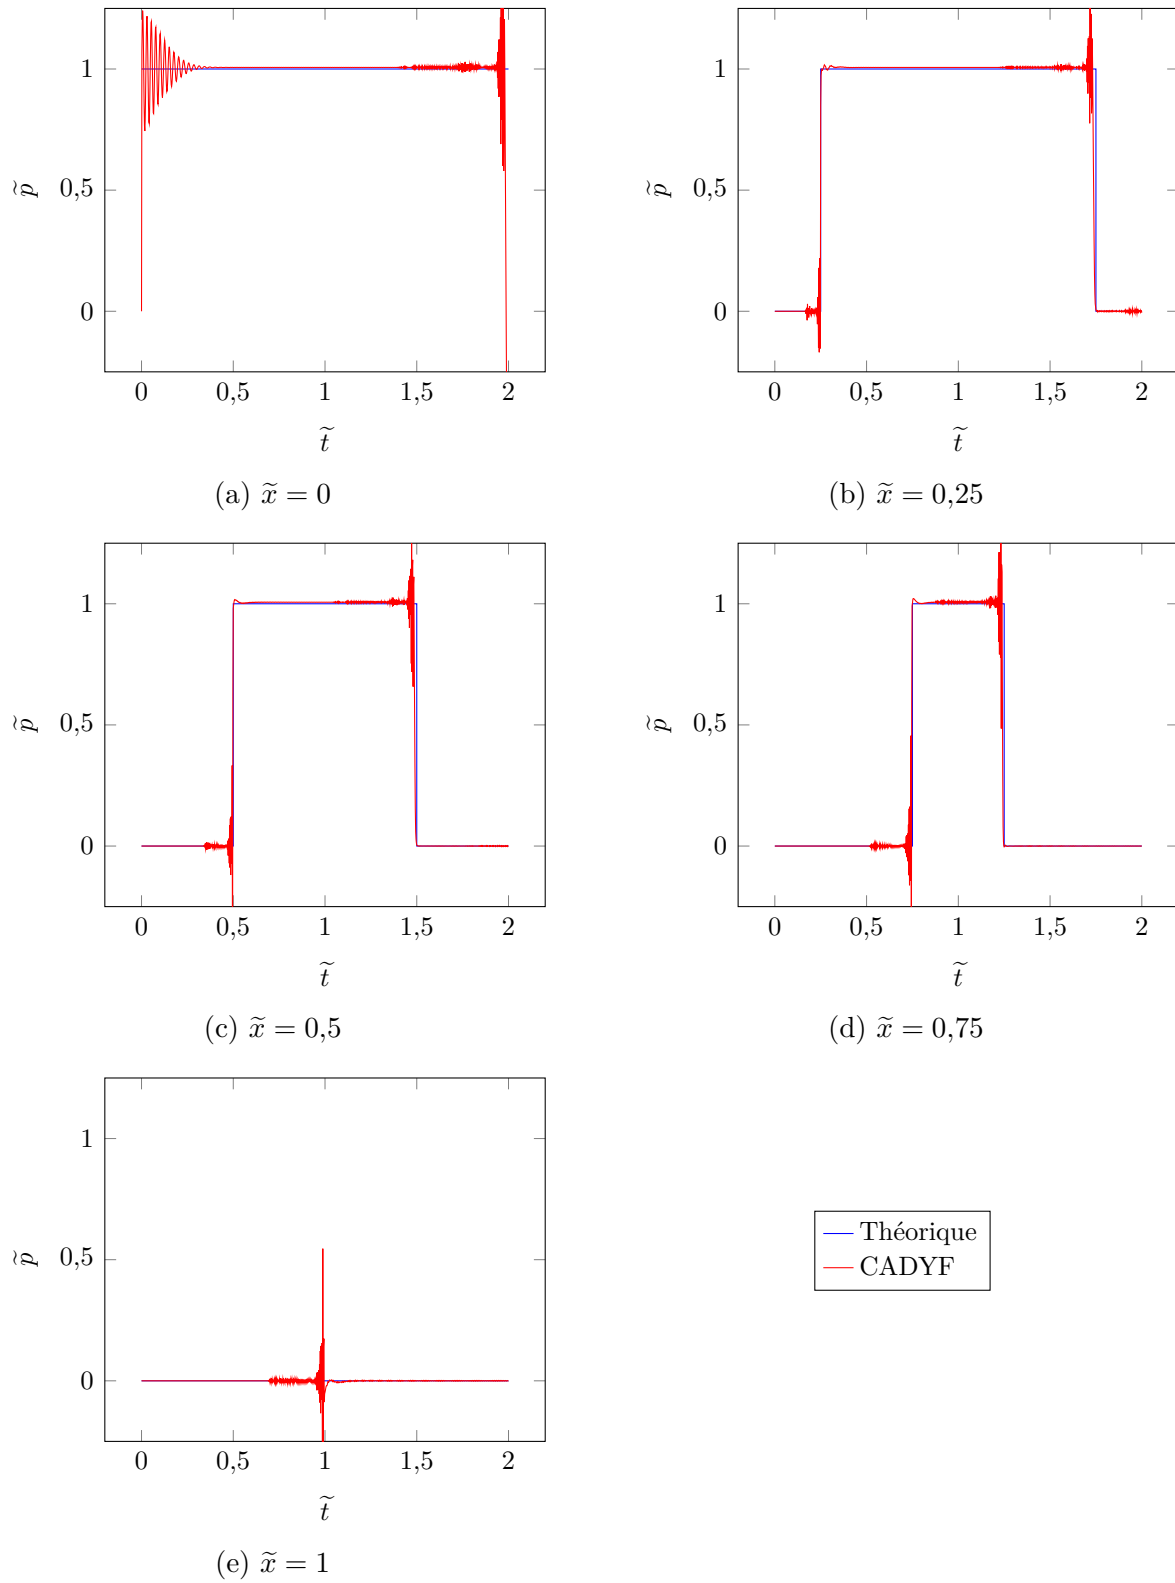 1
0,5
0
p̃
0
0,5
1
1,5
2
t̃
(a) x̃ = 0
1
0,5
0
p̃
0
0,5
1
1,5
2
t̃
(b) x̃ = 0,25
1
0,5
0
p̃
0
0,5
1
1,5
2
t̃
(c) x̃ = 0,5
1
0,5
0
p̃
0
0,5
1
1,5
2
t̃
(d) x̃ = 0,75
1
0,5
0
p̃
0
0,5
1
1,5
2
t̃
(e) x̃ = 1
Théorique
CADYF